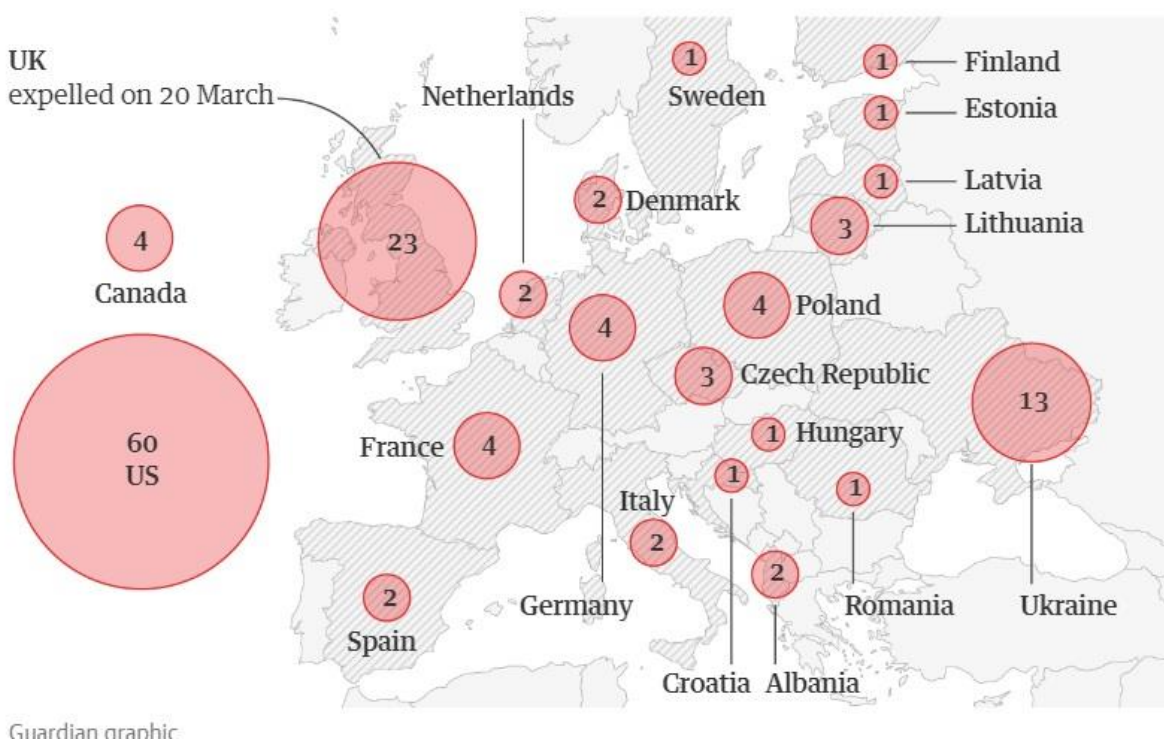 UK
expelled on 20 March
Netherlands
1
Sweden
1
Finland
1
Estonia
1
Latvia
3
Lithuania
2
Denmark
4
Canada
23
2
4
4
Poland
3
Czech Republic
13
60
US
France
4
1
Hungary
1
1
Italy
2
2
2
Spain
Germany
Romania
Ukraine
Croatia
Albania
Guardian graphic